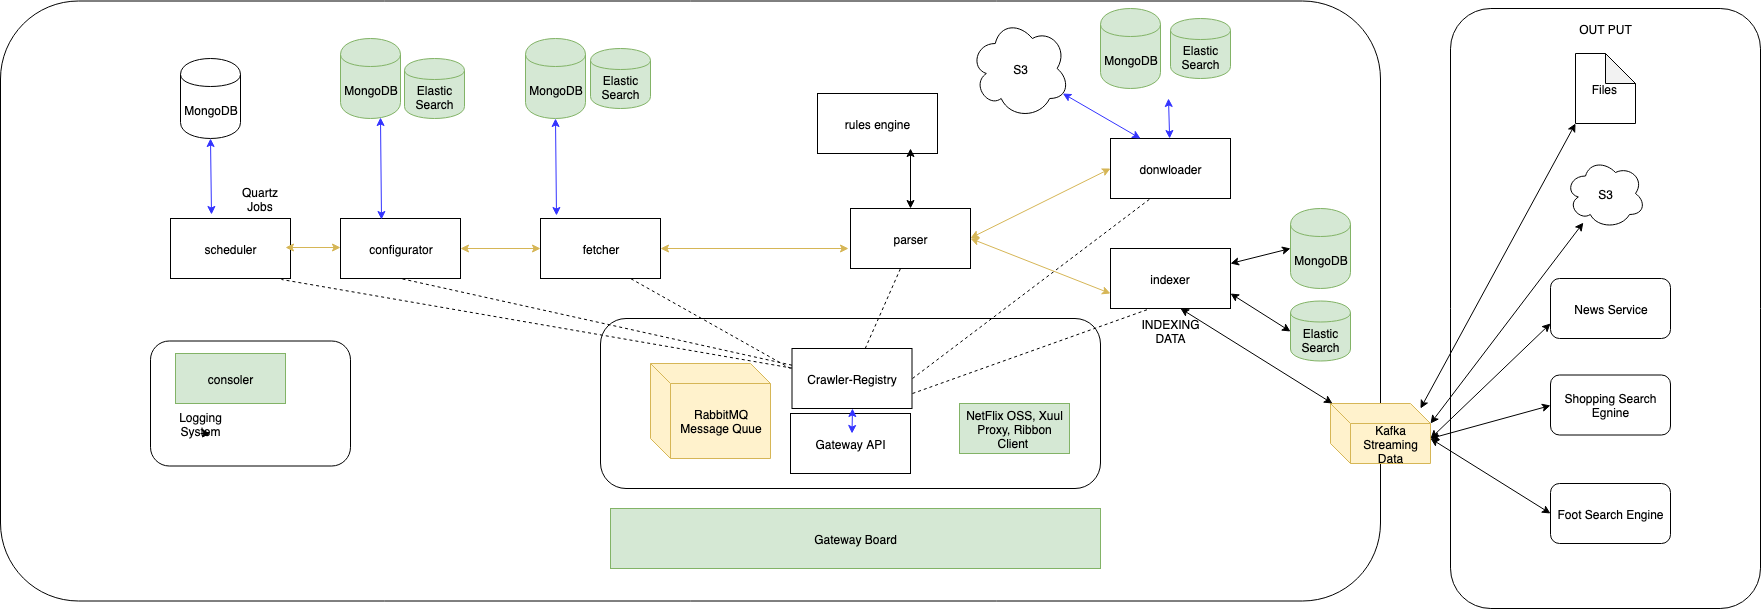 MongoDB
MongoDB
Elastic
Search
MongoDB
Elastic
Search
rules engine
S3
MongoDB
Elastic
Search
OUT PUT
Files
S3
Quartz
Jobs
scheduler
configurator
fetcher
parser
donwloader
indexer
INDEXING
DATA
MongoDB
Elastic
Search
News Service
Shopping Search
Egnine
Foot Search Engine
Kafka
Streaming
Data
consoler
Logging
System
RabbitMQ
Message Quue
Crawler-Registry
Gateway API
NetFlix OSS, Xuul
Proxy, Ribbon
Client
Gateway Board